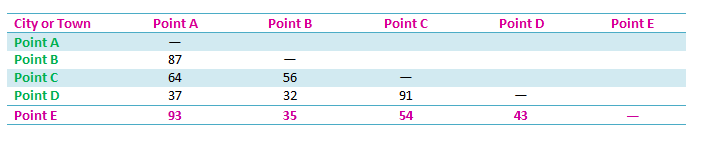 City or Town Point A Point B Point C Point D Point E
Point A —
Point B 87 —
Point C 64 56 —
Point D 37 32 91 —
Point E 93 35 54 43 —